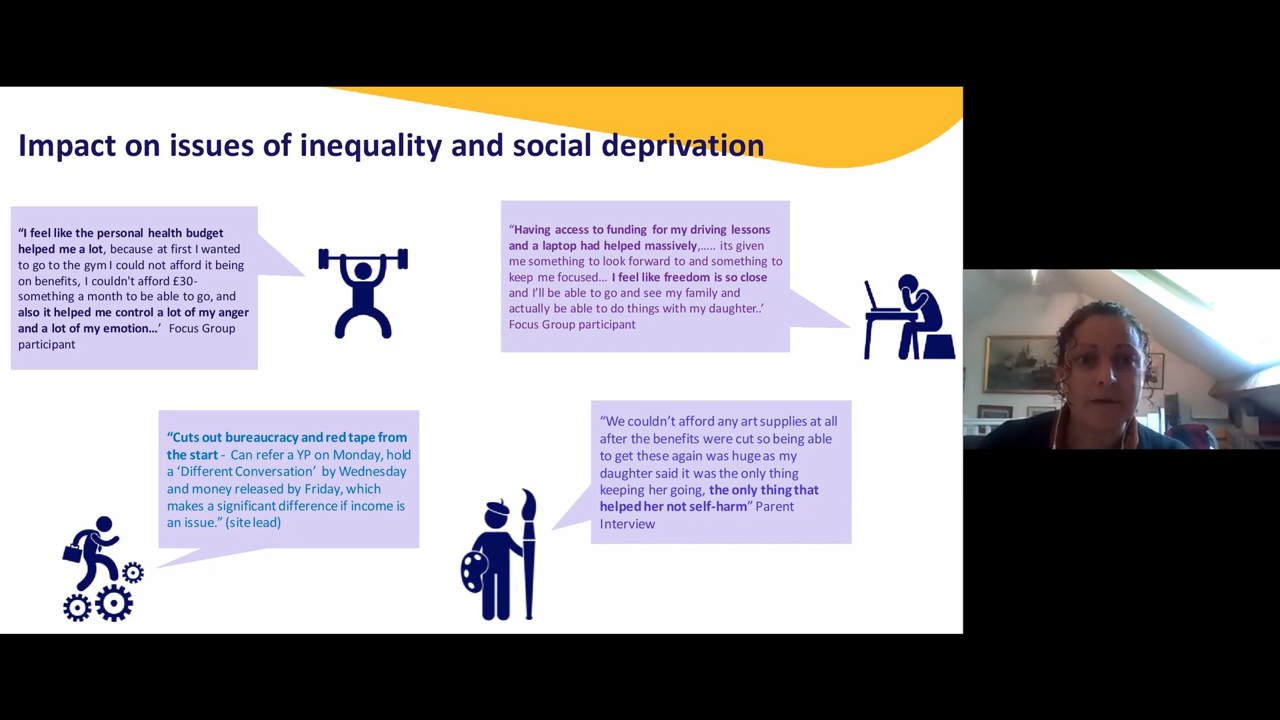 Impact on issues of inequality and social deprivation
“I feel like the personal health budget
helped me a lot, because at first I wanted
to go to the gym I could not afford it being
on benefits, I couldn't afford £30-
something a month to be able to go, and
also it helped me control a lot of my anger
and a lot of my emotion…’ Focus Group
participant
“Having access to funding for my driving lessons
and a laptop had helped massively,….. its given
me something to look forward to and something to
keep me focused… I feel like freedom is so close
and I’ll be able to go and see my family and
actually be able to do things with my daughter..’
Focus Group participant
“Cuts out bureaucracy and red tape from
the start - Can refer a YP on Monday, hold
a ‘Different Conversation’ by Wednesday
and money released by Friday, which
makes a significant difference if income is
an issue.” (site lead)
“We couldn’t afford any art supplies at all
after the benefits were cut so being able
to get these again was huge as my
daughter said it was the only thing
keeping her going, the only thing that
helped her not self-harm” Parent
Interview